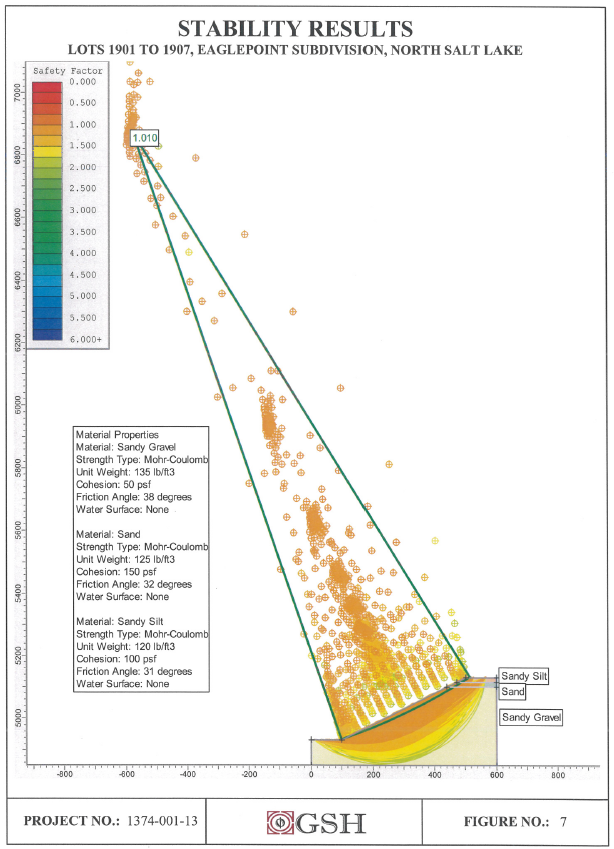 STABILITY RESULTS
LOTS 1901 TO 1907, EAGLEPOINT SUBDIVISION, NORTH SALT LAKE
Safety Factor
0.000
0.500
1.000
1.500
2.000
2.500
3.000
3.500
4.000
4.500
5.000
5.500
6.000+
7000
6800
6600
6400
6200
6000
5800
5600
5400
5200
5000
1.010
Material Properties
Material: Sandy Gravel
Strength Type: Mohr-Coulomb
Unit Weight: 135 lb/ft3
Cohesion: 50 psf
Friction Angle: 38 degrees
Water Surface: None
Material: Sand
Strength Type: Mohr-Coulomb
Unit Weight: 125 lb/ft3
Cohesion: 150 psf
Friction Angle: 32 degrees
Water Surface: None
Material: Sandy Silt
Strength Type: Mohr-Coulomb
Unit Weight: 120 lb/ft3
Cohesion: 100 psf
Friction Angle: 31 degrees
Water Surface: None
Sandy Silt
Sand
Sandy Gravel
-800 -600 -400 -200 0 200 400 600 800
PROJECT NO.: 1374-001-13
GSH
FIGURE NO.: 7